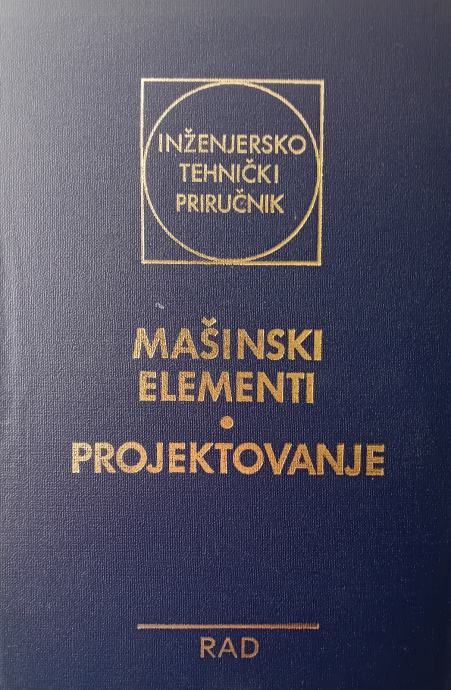 INŽENJERSKO
TEHNIČKI
PRIRUČNIK
MAŠINSKI
ELEMENTI
•
PROJEKTOVANJE
RAD